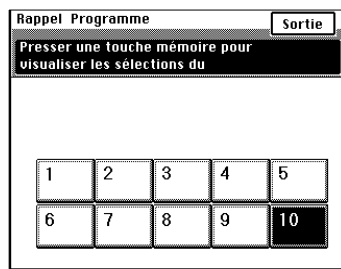 Rappel Programme
Sortie
Presser une touche mémoire pour
visualiser les sélections du
1 2 3 4 5
6 7 8 9 10